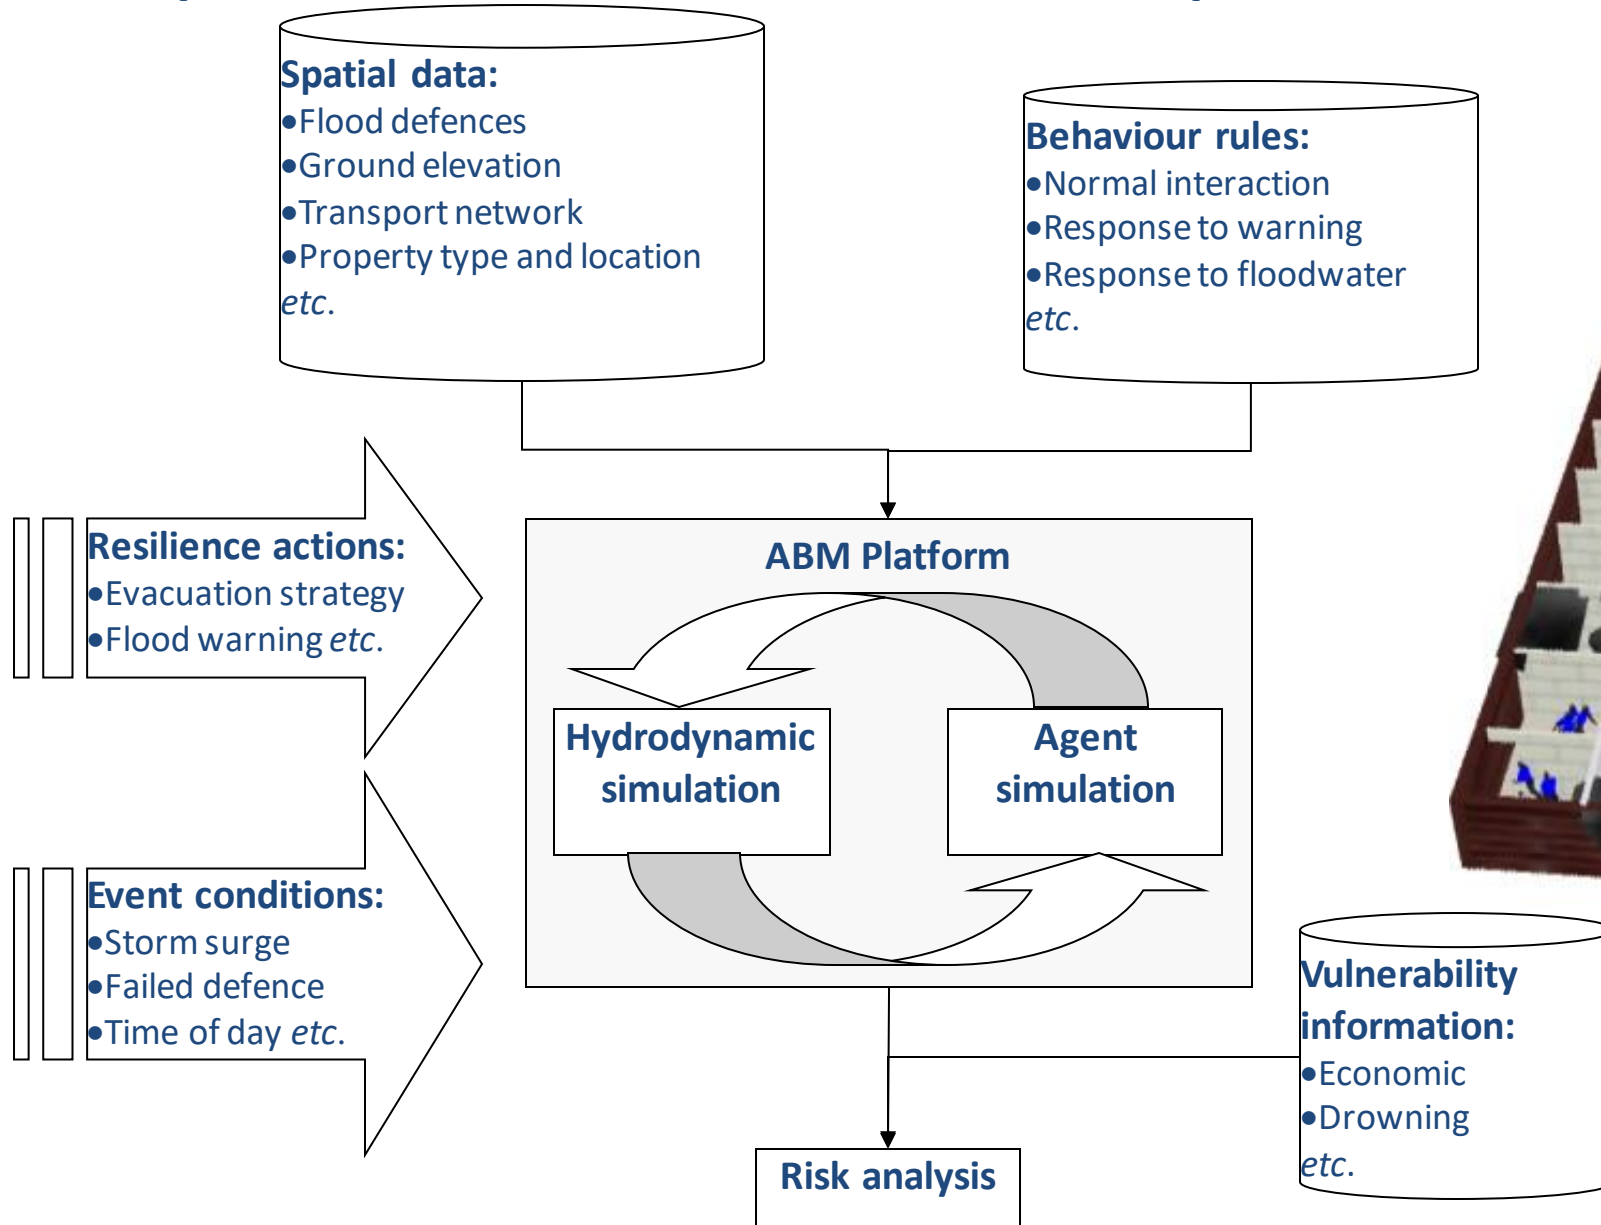 Spatial data:
•Flood defences
•Ground elevation
•Transport network
•Property type and location
etc.
Behaviour rules:
•Normal interaction
•Response to warning
•Response to floodwater
etc.
Resilience actions:
•Evacuation strategy
•Flood warning etc.
ABM Platform
Hydrodynamic
simulation
Agent
simulation
Event conditions:
•Storm surge
•Failed defence
•Time of day etc.
Vulnerability
information:
•Economic
•Drowning
etc.
Risk analysis